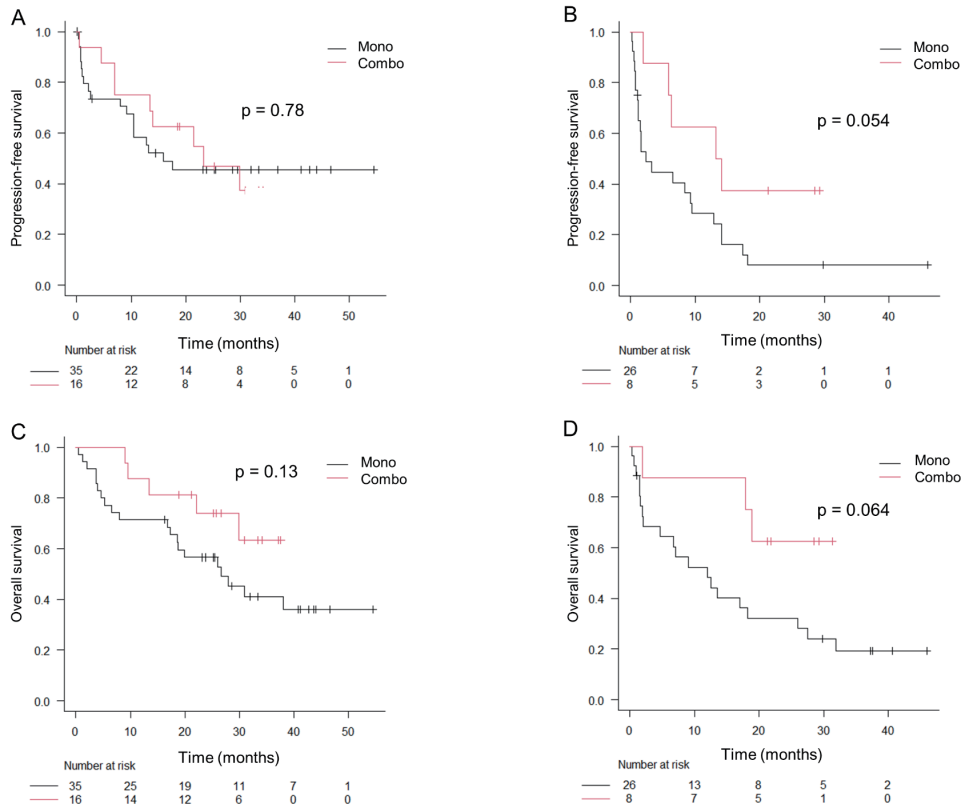 A
Progression-free survival
1.0
0.8
0.6
0.4
0.2
0.0
Mono
Combo
p = 0.78
0 10 20 30 40 50
Time (months)
Number at risk
35 22 14 8 5 1
16 12 8 4 0 0
B
Progression-free survival
1.0
0.8
0.6
0.4
0.2
0.0
Mono
Combo
p = 0.054
0 10 20 30 40
Time (months)
Number at risk
26 7 2 1 1
8 5 3 0 0
C
Overall survival
1.0
0.8
0.6
0.4
0.2
0.0
Mono
Combo
p = 0.13
0 10 20 30 40 50
Time (months)
Number at risk
35 25 19 11 7 1
16 14 12 6 0 0
D
Overall survival
1.0
0.8
0.6
0.4
0.2
0.0
Mono
Combo
p = 0.064
0 10 20 30 40
Time (months)
Number at risk
26 13 8 5 2
8 7 5 1 0